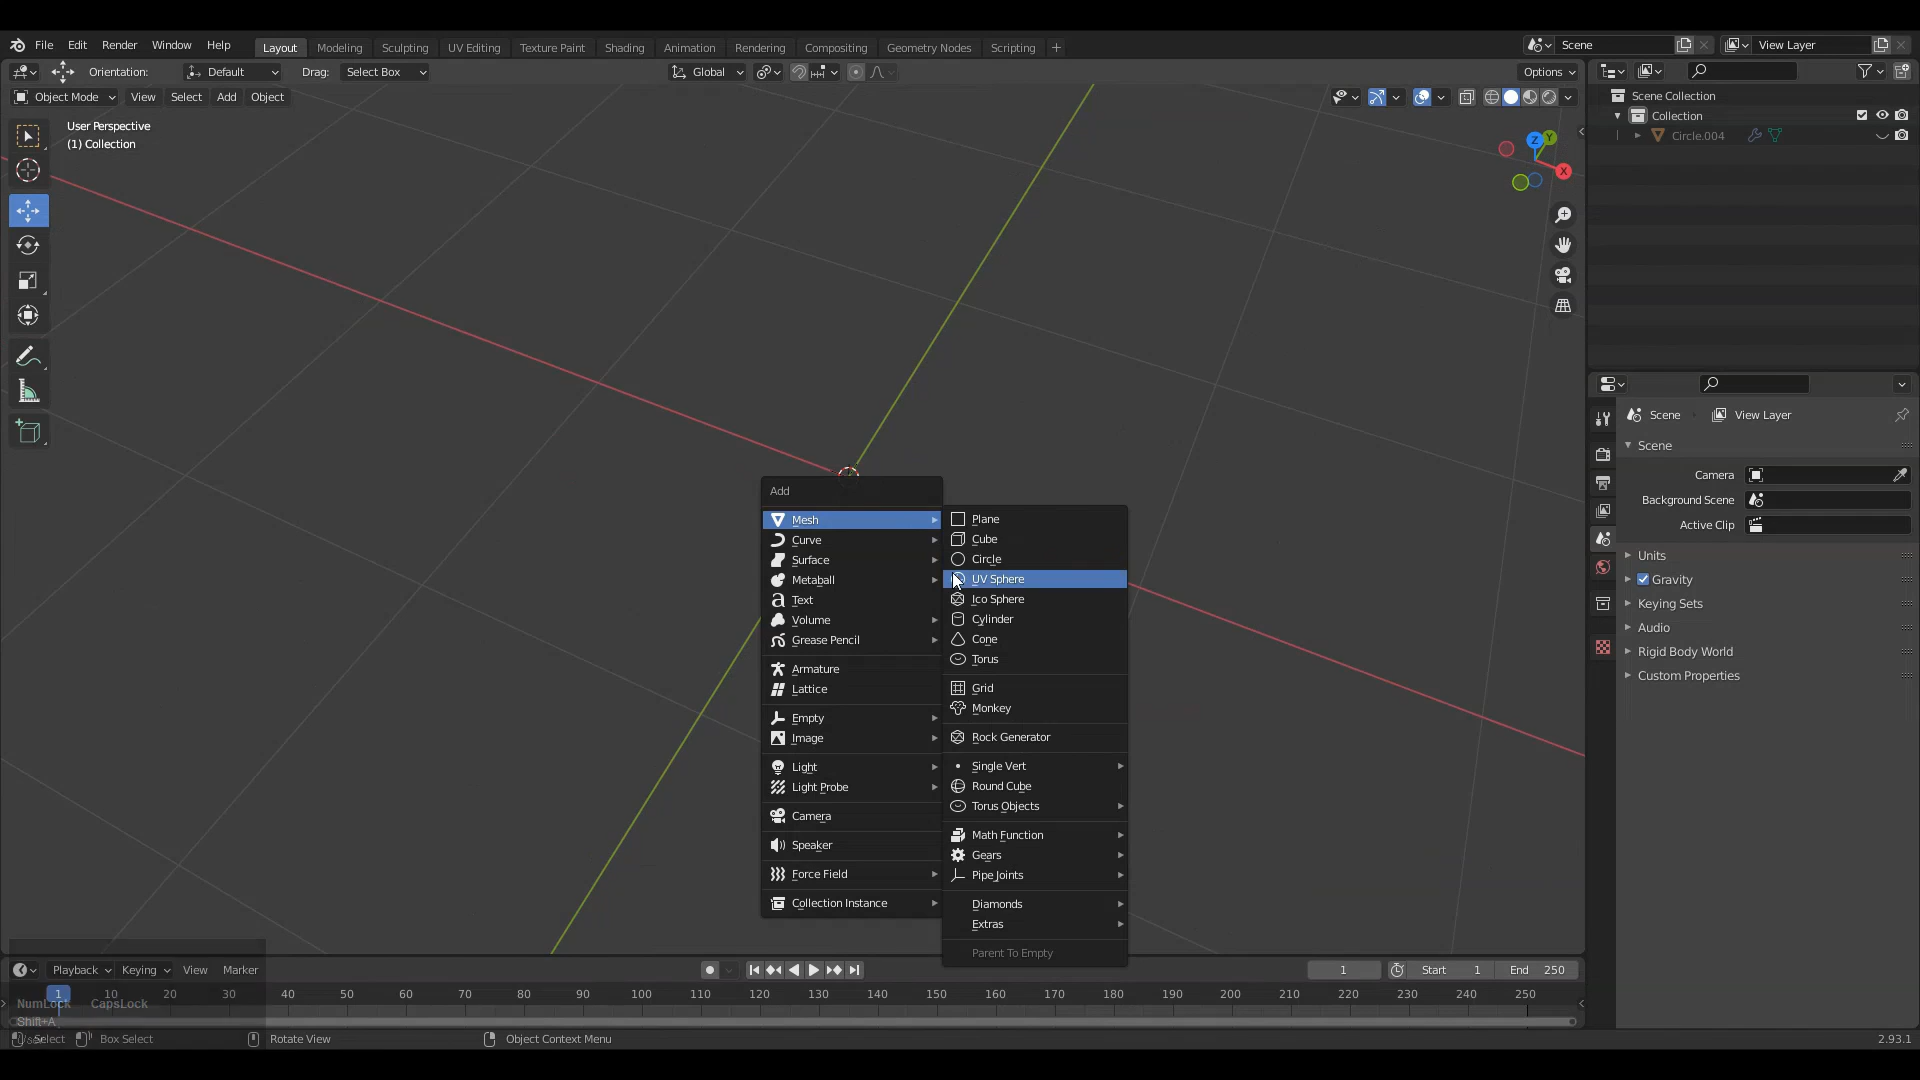 File Edit Render Window Help Layout Modeling Sculpting UV Editing Texture Paint Shading Animation Rendering Compositing Geometry Nodes Scripting + Scene View Layer
Orientation: Default Drag: Select Box Global Options
Object Mode View Select Add Object
User Perspective
(1) Collection
Z Y
X
Scene Collection
Collection
Circle.004
Scene View Layer
Scene
Camera
Background Scene
Active Clip
Units
Gravity
Keying Sets
Audio
Rigid Body World
Custom Properties
Add
Mesh
Curve
Surface
Metaball
Text
Volume
Grease Pencil
Armature
Lattice
Empty
Image
Light
Light Probe
Camera
Speaker
Force Field
Collection Instance
Plane
Cube
Circle
UV Sphere
Ico Sphere
Cylinder
Cone
Torus
Grid
Monkey
Rock Generator
Single Vert
Round Cube
Torus Objects
Math Function
Gears
Pipe Joints
Diamonds
Extras
Parent To Empty
Playback Keying View Marker 1 Start 1 End 250
1 10 20 30 40 50 60 70 80 90 100 110 120 130 140 150 160 170 180 190 200 210 220 230 240 250
NumLock CapsLock
Shift+A
Select Box Select Rotate View Object Context Menu 2.93.1